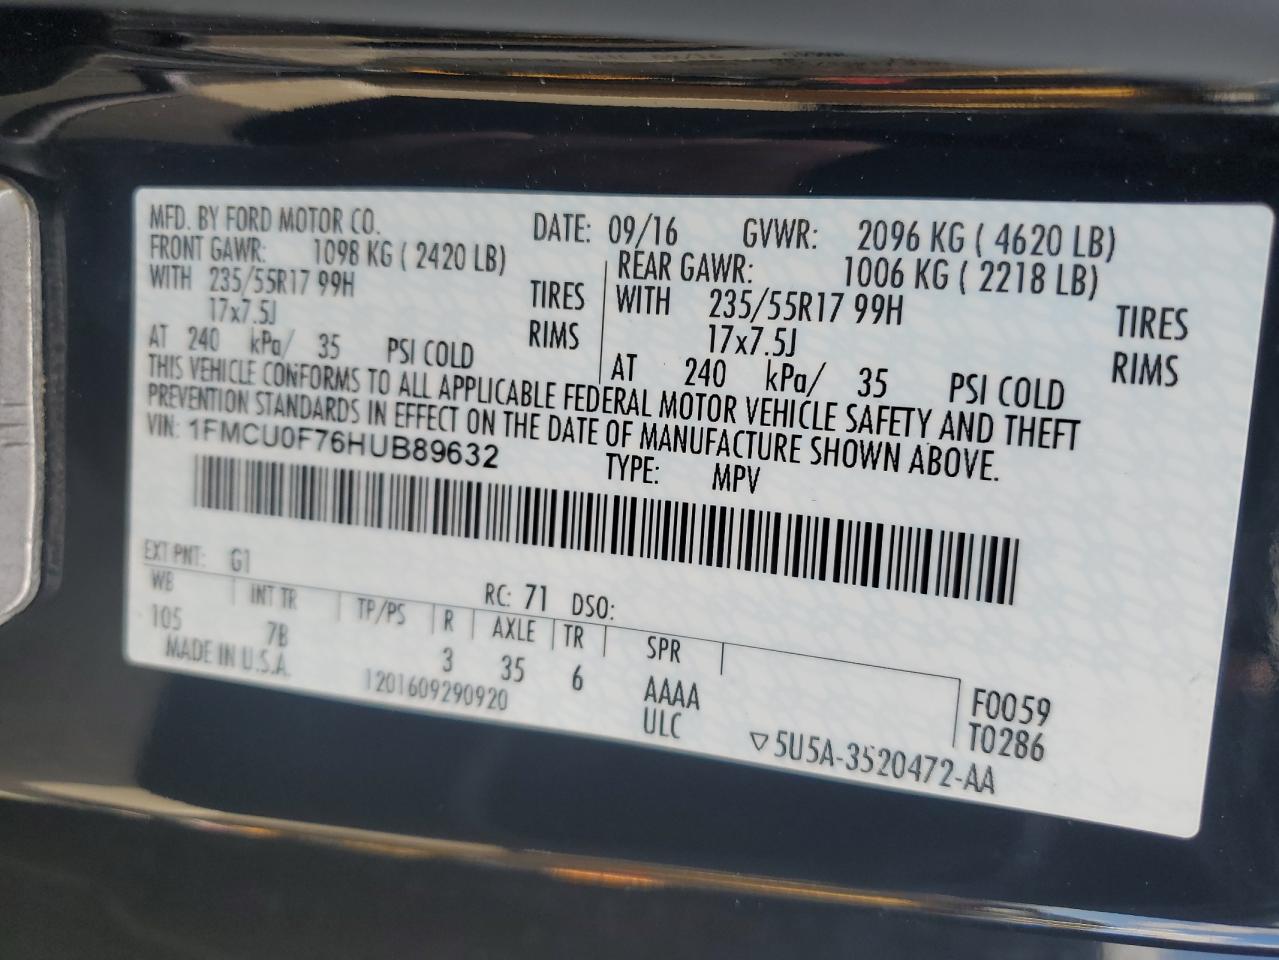 MFD. BY FORD MOTOR CO. DATE: 09/16 GVWR: 2096 KG ( 4620 LB)
FRONT GAWR: 1098 KG ( 2420 LB) REAR GAWR: 1006 KG ( 2218 LB)
WITH 235/55R17 99H TIRES WITH 235/55R17 99H TIRES
17x7.5J RIMS 17x7.5J RIMS
AT 240 kPa/ 35 PSI COLD AT 240 kPa/ 35 PSI COLD
THIS VEHICLE CONFORMS TO ALL APPLICABLE FEDERAL MOTOR VEHICLE SAFETY AND THEFT
PREVENTION STANDARDS IN EFFECT ON THE DATE OF MANUFACTURE SHOWN ABOVE.
VIN: 1FMCU0F76HUB89632 TYPE: MPV
EXT PNT: G1 RC: 71 DSO:
WB INT TR TP/PS R AXLE TR SPR
105 7B 3 35 6 AAAA F0059
MADE IN U.S.A. 1201609290920 ULC T0286
▽5U5A-3520472-AA